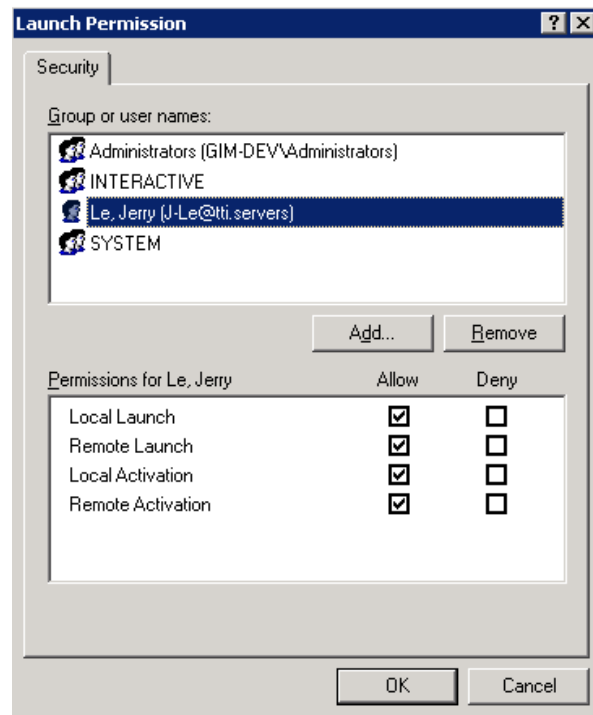 Launch Permission
Security
Group or user names:
Administrators (GIM-DEV\Administrators)
INTERACTIVE
Le, Jerry (J-Le@tti.servers)
SYSTEM
Add... Remove
Permissions for Le, Jerry Allow Deny
Local Launch
Remote Launch
Local Activation
Remote Activation
OK Cancel